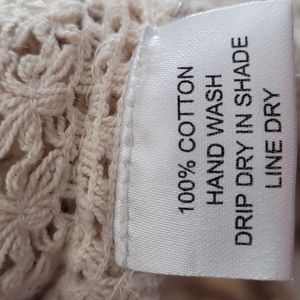 100% COTTON
HAND WASH
DRIP DRY IN SHADE
LINE DRY